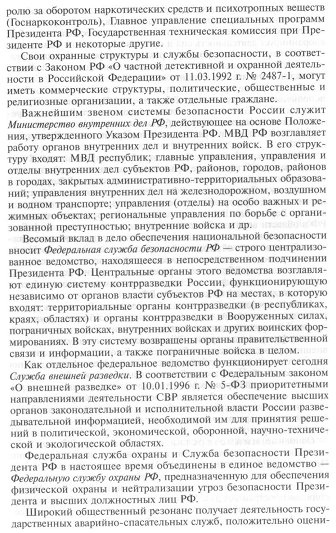 ролю за оборотом наркотических средств и психотропных веществ
(Госнаркоконтроль), Главное управление специальных программ
Президента РФ, Государственная техническая комиссия при Пре-
зиденте РФ и некоторые другие.
Свои охранные структуры и службы безопасности, в соответ-
ствии с Законом РФ «О частной детективной и охранной деятель-
ности в Российской Федерации» от 11.03.1992 г. № 2487-1, могут
иметь коммерческие структуры, политические, общественные и
религиозные организации, а также отдельные граждане.
Важнейшим звеном системы безопасности России служит
Министерство внутренних дел РФ, действующее на основе Положе-
ния, утвержденного Указом Президента РФ. МВД РФ возглавляет
работу органов внутренних дел и внутренних войск. В его струк-
туру входят: МВД республик; главные управления, управления и
отделы внутренних дел субъектов РФ, районов, городов, районов
в городах, закрытых административно-территориальных образова-
ний; управления внутренних дел на железнодорожном, воздушном
и водном транспорте; управления (отделы) на особо важных и ре-
жимных объектах; региональные управления по борьбе с органи-
зованной преступностью; внутренние войска и др.
Весомый вклад в дело обеспечения национальной безопасности
вносит Федеральная служба безопасности РФ — строго централизо-
ванное ведомство, находящееся в непосредственном подчинении
Президента РФ. Центральные органы этого ведомства возглавля-
ют единую систему контрразведки России, функционирующую
независимо от органов власти субъектов РФ на местах, в которую
входят: территориальные органы контрразведки (в республиках,
краях, областях) и органы контрразведки в Вооруженных силах,
пограничных войсках, внутренних войсках и других воинских фор-
мированиях. В эту систему возвращены органы правительственной
связи и информации, а также пограничные войска в целом.
Как отдельное федеральное ведомство функционирует сегодня
Служба внешней разведки. В соответствии с Федеральным законом
«О внешней разведке» от 10.01.1996 г. № 5-ФЗ приоритетными
направлениями деятельности СВР является обеспечение высших
органов законодательной и исполнительной власти России разве-
дывательной информацией, необходимой им для принятия реше-
ний в политической, экономической, оборонной, научно-техниче-
ской и экологической областях.
Федеральная служба охраны и Служба безопасности Прези-
дента РФ в настоящее время объединены в единое ведомство —
Федеральную службу охраны РФ, предназначенную для обеспечения
физической охраны и нейтрализации угроз безопасности Прези-
дента и высших должностных лиц РФ.
Широкий общественный резонанс получает деятельность госу-
дарственных аварийно-спасательных служб, положительно оцени-